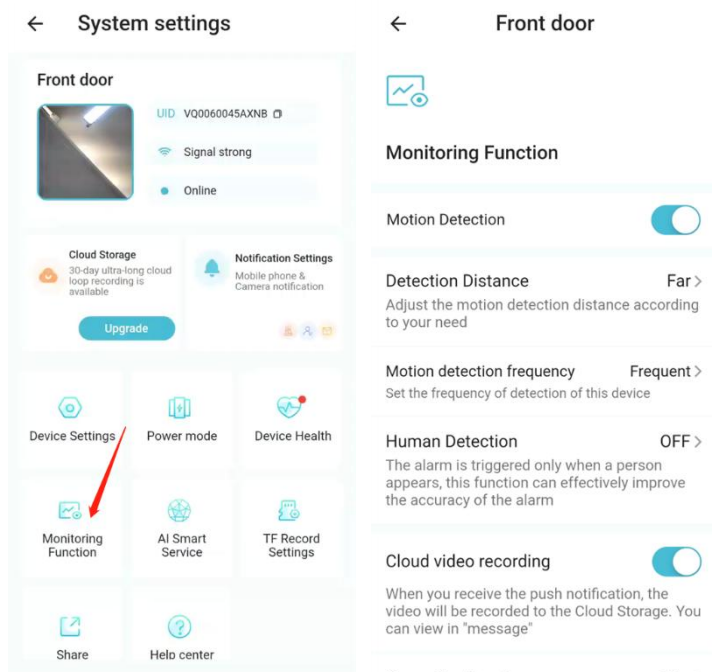 System settings
Front door
UID VQ0060045AXNB
Signal strong
Online
Cloud Storage
30-day ultra-long cloud
loop recording is
available
Upgrade
Notification Settings
Mobile phone &
Camera notification
Device Settings
Power mode
Device Health
Monitoring
Function
AI Smart
Service
TF Record
Settings
Share
Help center
Front door
Monitoring Function
Motion Detection
Detection Distance Far
Adjust the motion detection distance according
to your need
Motion detection frequency Frequent
Set the frequency of detection of this device
Human Detection OFF
The alarm is triggered only when a person
appears, this function can effectively improve
the accuracy of the alarm
Cloud video recording
When you receive the push notification, the
video will be recorded to the Cloud Storage. You
can view in "message"